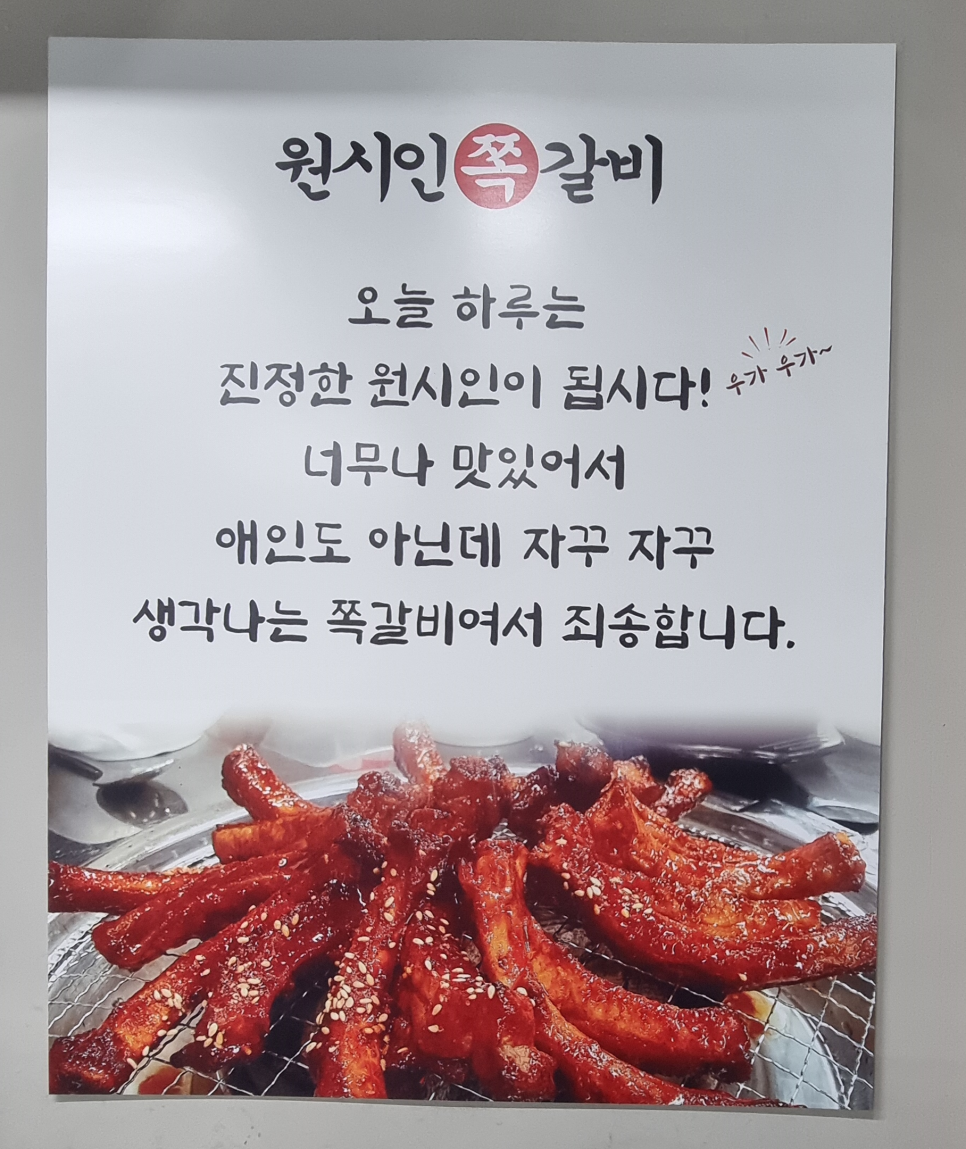 원시인쪽갈비
오늘 하루는
진정한 원시인이 됩시다!
우가 우가~
너무나 맛있어서
애인도 아닌데 자꾸 자꾸
생각나는 쪽갈비여서 죄송합니다.